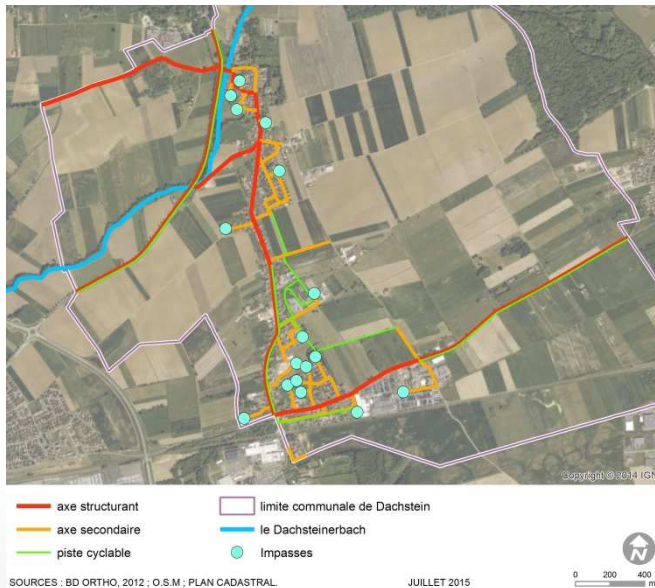 Copyright © 2014 IGN
axe structurant
limite communale de Dachstein
axe secondaire
le Dachsteinerbach
piste cyclable
Impasses
N
SOURCES : BD ORTHO, 2012 ; O.S.M ; PLAN CADASTRAL.
JUILLET 2015
0 200 400
m